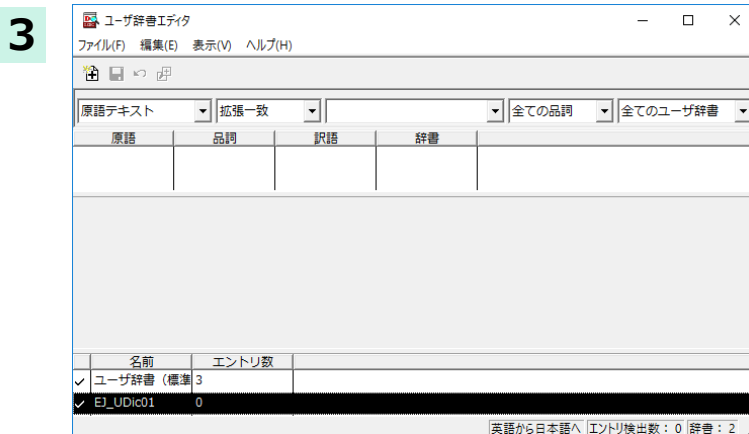 3
ユーザ辞書エディタ
ファイル(F) 編集(E) 表示(V) ヘルプ(H)
原語テキスト 拡張一致 全ての品詞 全てのユーザ辞書
原語 品詞 訳語 辞書
名前 エントリ数
ユーザ辞書（標準 3
EJ_UDic01 0
英語から日本語へ エントリ検出数： 0 辞書： 2